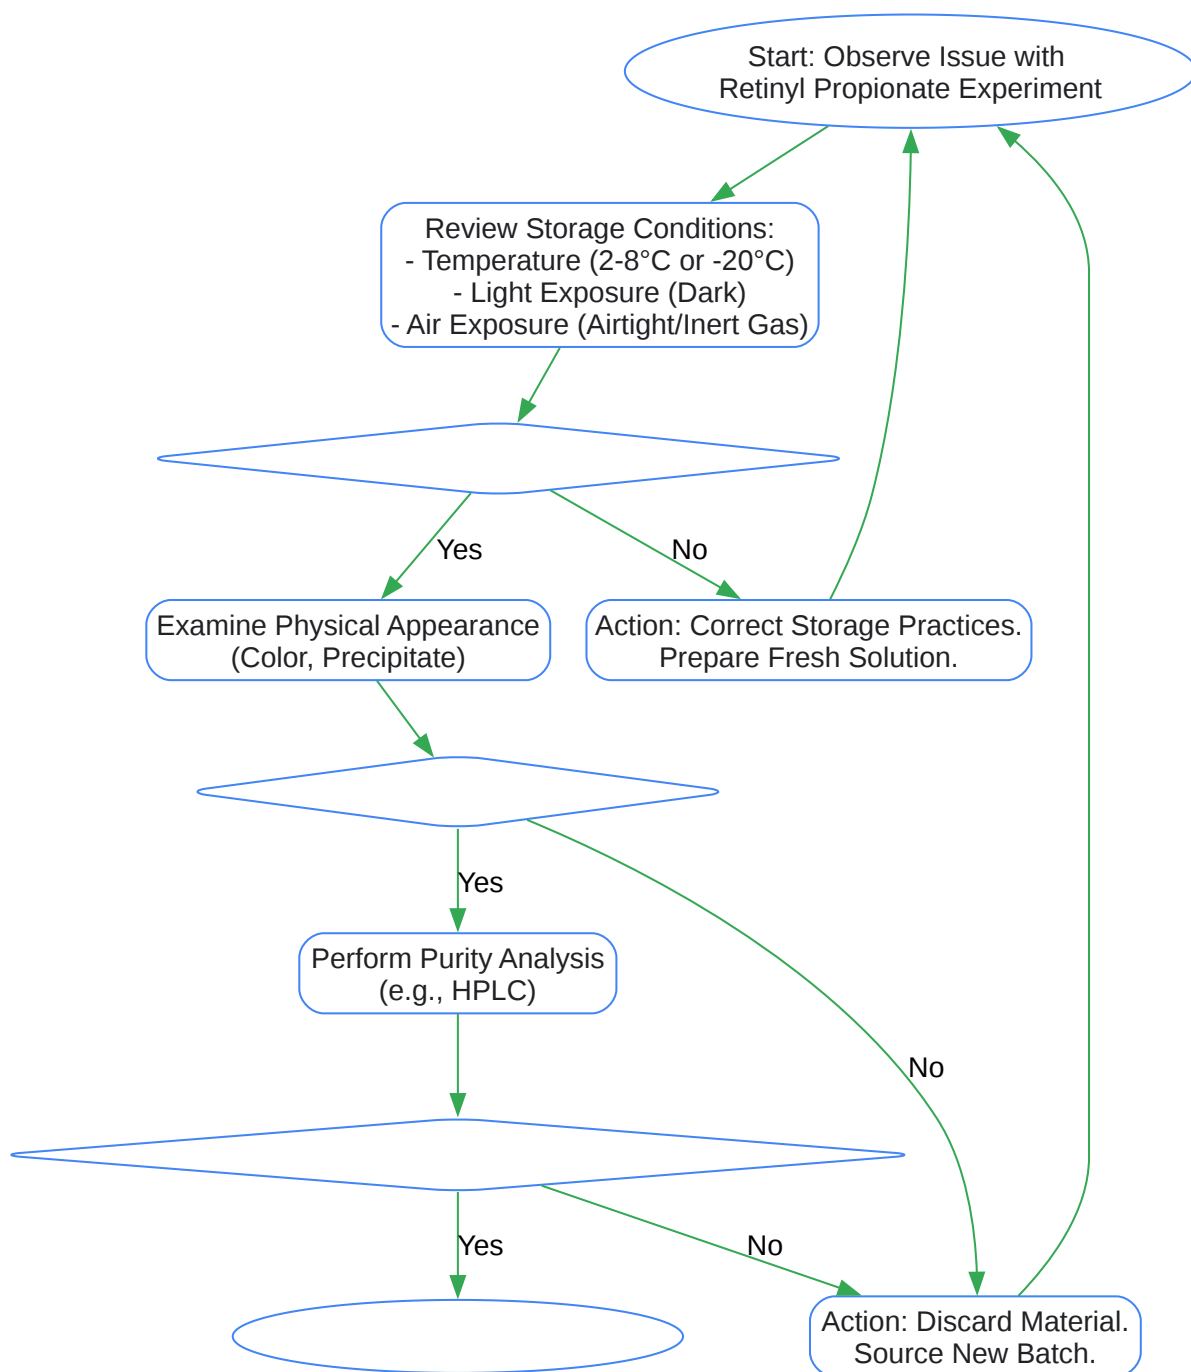 Start: Observe Issue with
Retinyl Propionate Experiment
Review Storage Conditions:
- Temperature (2-8°C or -20°C)
- Light Exposure (Dark)
- Air Exposure (Airtight/Inert Gas)
Yes
No
Examine Physical Appearance
(Color, Precipitate)
Action: Correct Storage Practices.
Prepare Fresh Solution.
Yes
Perform Purity Analysis
(e.g., HPLC)
No
Yes
No
Action: Discard Material.
Source New Batch.